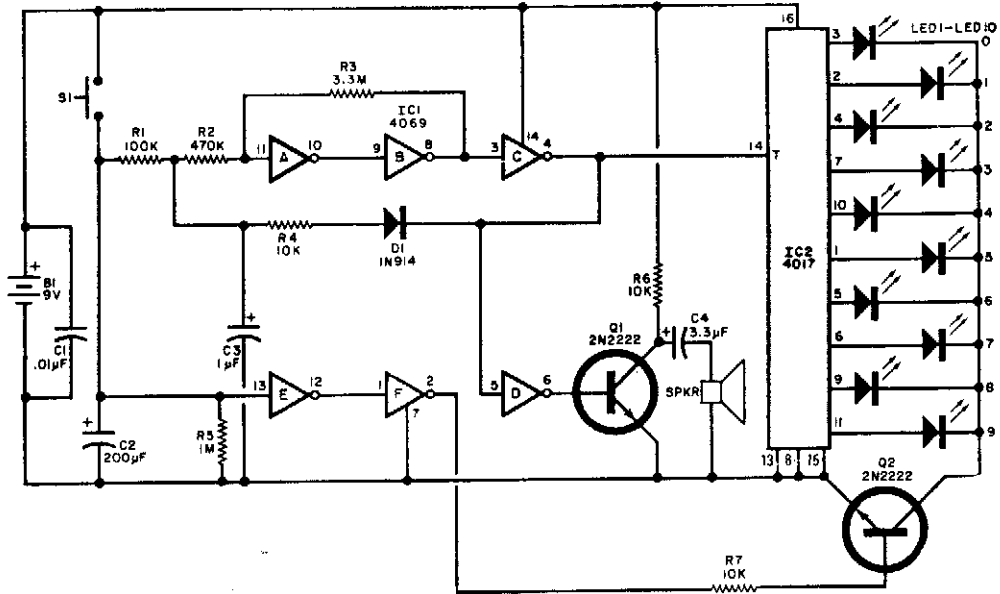 16
3
LED1-LED10
0
S1
R3
3.3M
IC1
4069
2
1
R1
100K
R2
470K
11
A
10
9
B
8
3
C
14
4
4
2
14
T
7
3
R4
10K
D1
1N914
10
4
IC2
4017
1
5
+
B1
9V
R6
10K
5
6
C1
.01µF
+
C3
1µF
Q1
2N2222
+
C4
3.3µF
6
7
13
E
12
1
F
2
7
5
D
6
SPKR
9
8
+
C2
200µF
R5
1M
11
9
13
8
15
Q2
2N2222
R7
10K